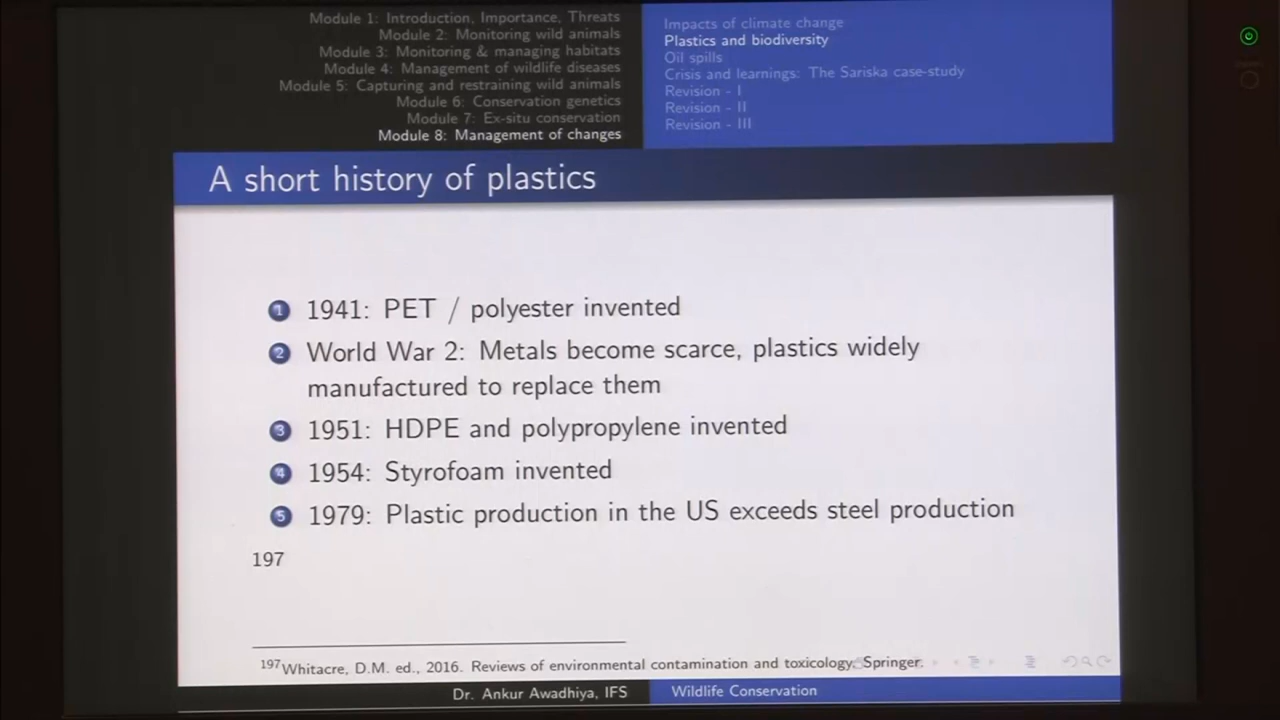 Module 1: Introduction, Importance, Threats
Module 2: Monitoring wild animals
Module 3: Monitoring & managing habitats
Module 4: Management of wildlife diseases
Module 5: Capturing and restraining wild animals
Module 6: Conservation genetics
Module 7: Ex-situ conservation
Module 8: Management of changes
Impacts of climate change
Plastics and biodiversity
Oil spills
Crisis and learnings: The Sariska case-study
Revision - I
Revision - II
Revision - III
A short history of plastics
1 1941: PET / polyester invented
2 World War 2: Metals become scarce, plastics widely
manufactured to replace them
3 1951: HDPE and polypropylene invented
4 1954: Styrofoam invented
5 1979: Plastic production in the US exceeds steel production
197
197 Whitacre, D.M. ed., 2016. Reviews of environmental contamination and toxicology. Springer.
Dr. Ankur Awadhiya, IFS
Wildlife Conservation